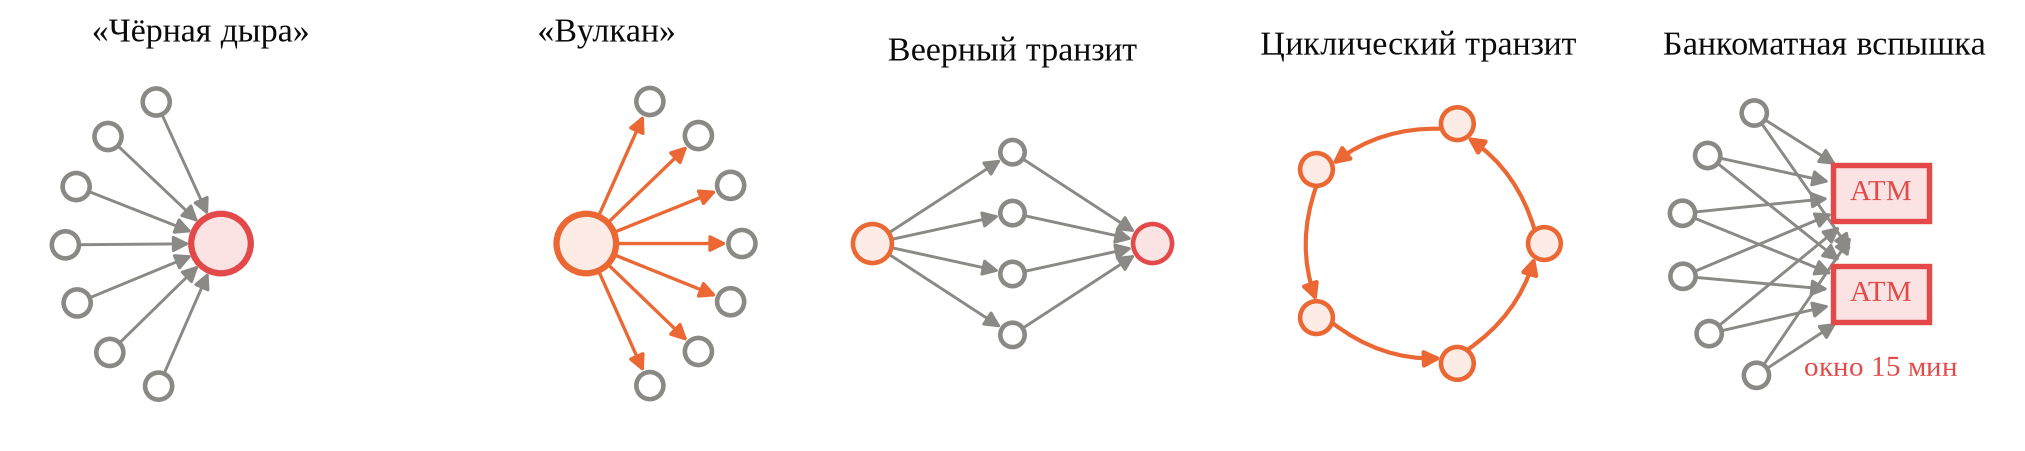 «Чёрная дыра»
«Вулкан»
Веерный транзит
Циклический транзит
Банкоматная вспышка
ATM
ATM
окно 15 мин